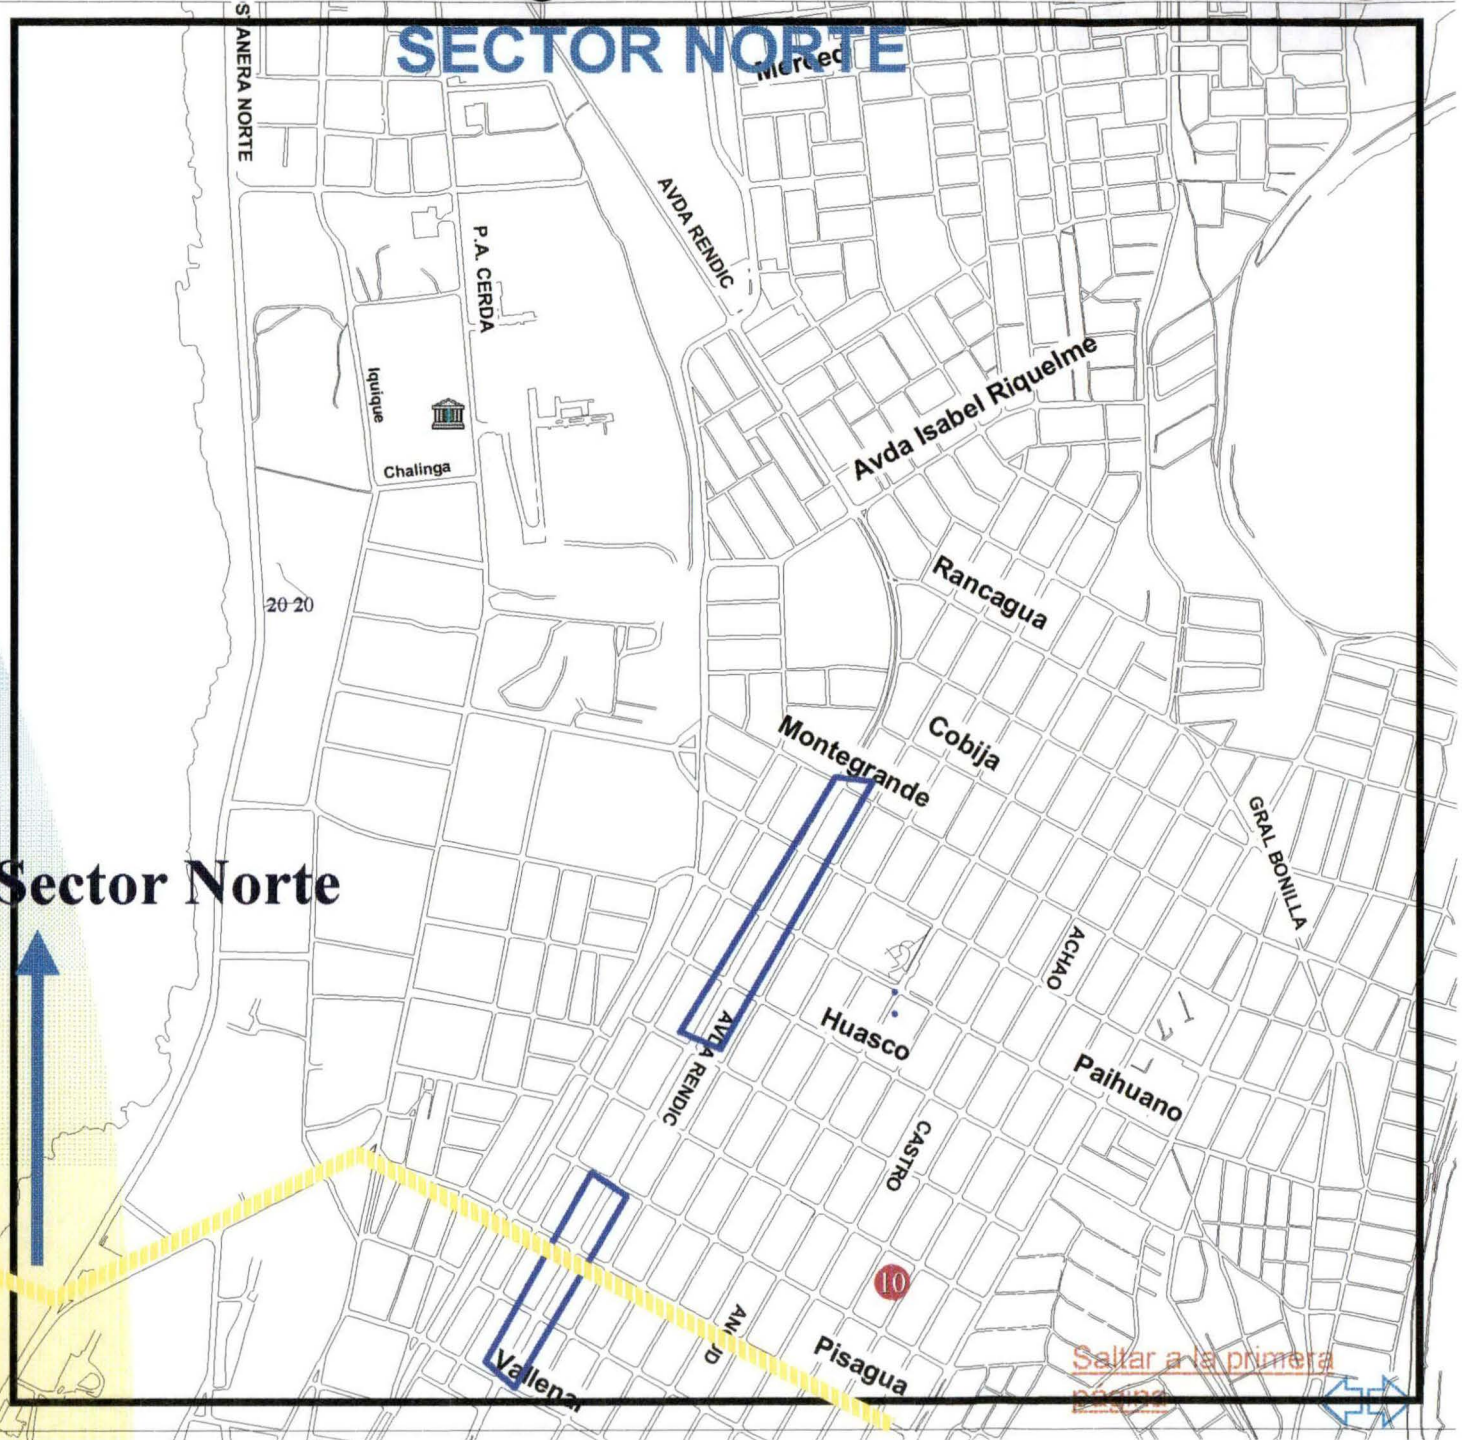 SECTOR NORTE
Merced
STANERA NORTE
AVDA RENDIC
P.A. CERDA
Avda Isabel Riquelme
Iquique
Chalinga
Rancagua
20 20
Montegrande
Cobija
GRAL BONILLA
Sector Norte
ACHAO
AVDA RENDIC
Huasco
Paihuano
CASTRO
10
Pisagua
Vallenar
Saltar a la primera
página